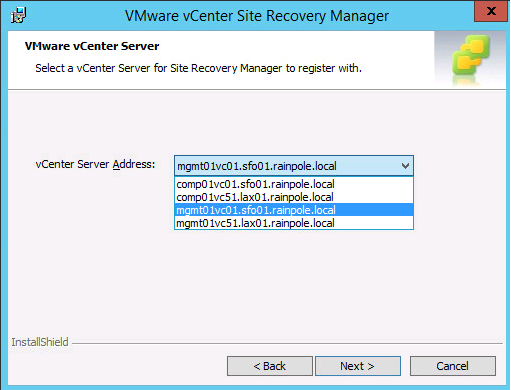 VMware vCenter Site Recovery Manager
X
VMware vCenter Server
Select a vCenter Server for Site Recovery Manager to register with.
vCenter Server Address:
mgmt01vc01.sfo01.rainpole.local
comp01vc01.sfo01.rainpole.local
comp01vc51.lax01.rainpole.local
mgmt01vc01.sfo01.rainpole.local
mgmt01vc51.lax01.rainpole.local
InstallShield
< Back
Next >
Cancel